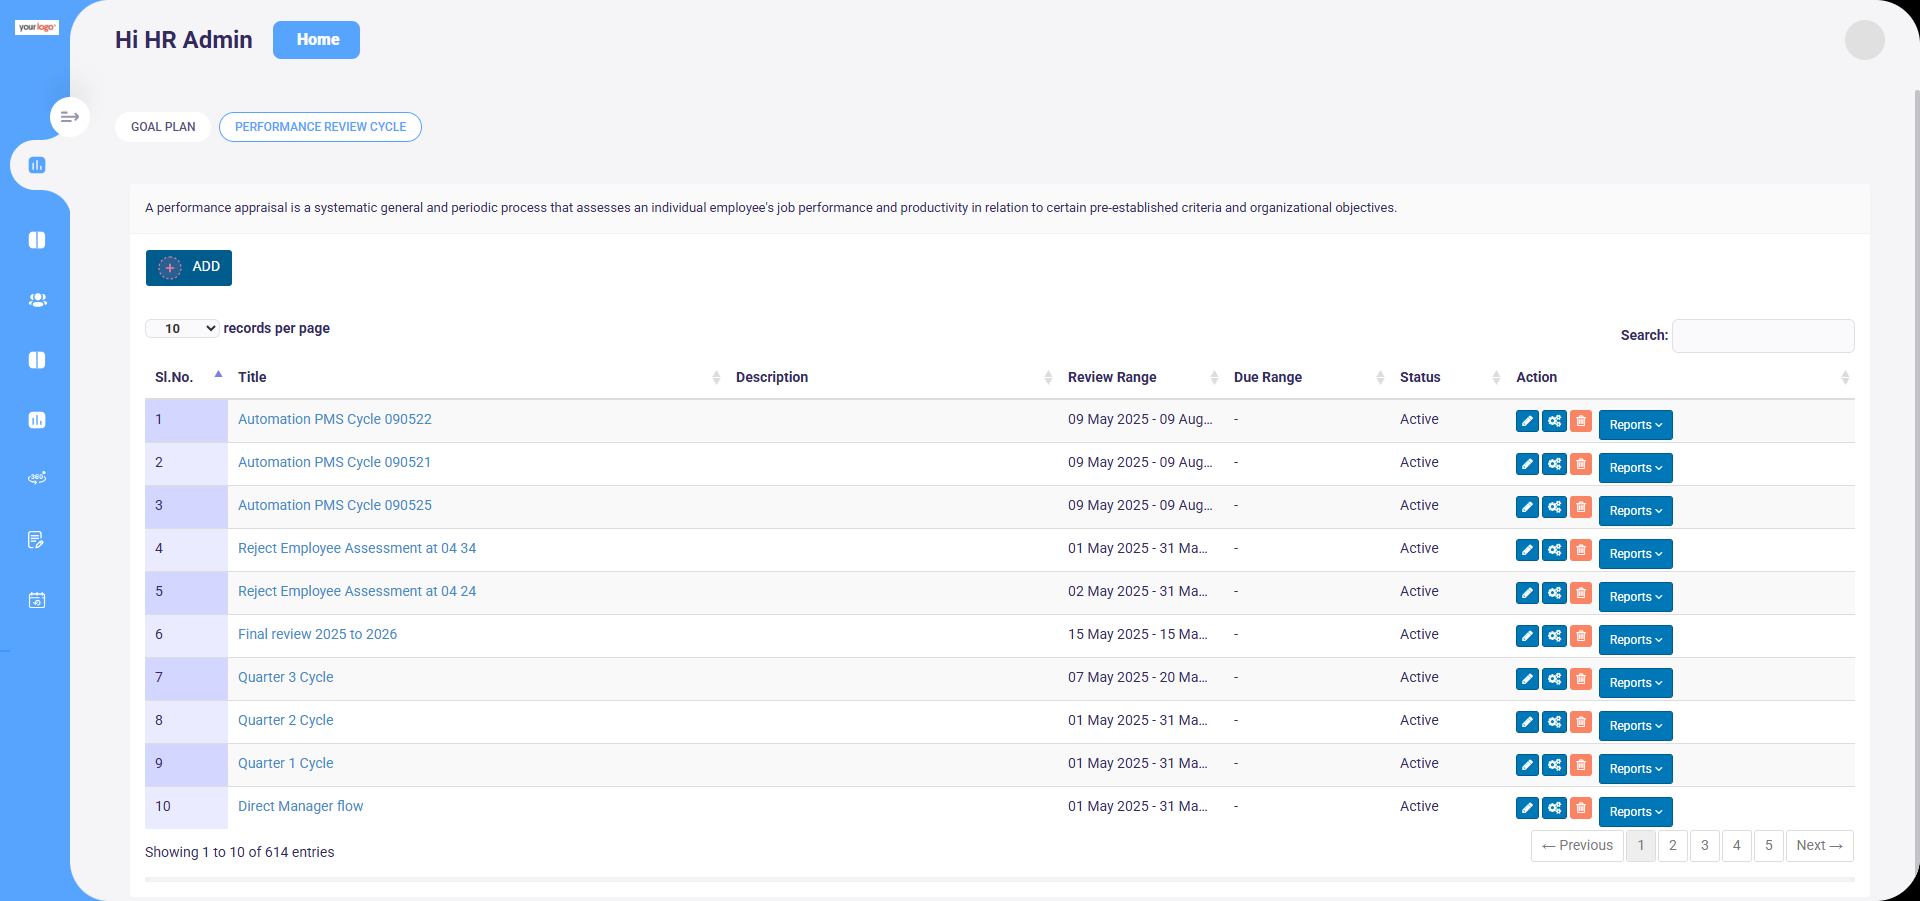 yourlogo
Hi HR Admin
Home
GOAL PLAN
PERFORMANCE REVIEW CYCLE
A performance appraisal is a systematic general and periodic process that assesses an individual employee's job performance and productivity in relation to certain pre-established criteria and organizational objectives.
+ ADD
10 records per page
Search:
Sl.No. Title Description Review Range Due Range Status Action
1 Automation PMS Cycle 090522 09 May 2025 - 09 Aug... - Active Reports
2 Automation PMS Cycle 090521 09 May 2025 - 09 Aug... - Active Reports
3 Automation PMS Cycle 090525 09 May 2025 - 09 Aug... - Active Reports
4 Reject Employee Assessment at 04 34 01 May 2025 - 31 Ma... - Active Reports
5 Reject Employee Assessment at 04 24 02 May 2025 - 31 Ma... - Active Reports
6 Final review 2025 to 2026 15 May 2025 - 15 Ma... - Active Reports
7 Quarter 3 Cycle 07 May 2025 - 20 Ma... - Active Reports
8 Quarter 2 Cycle 01 May 2025 - 31 Ma... - Active Reports
9 Quarter 1 Cycle 01 May 2025 - 31 Ma... - Active Reports
10 Direct Manager flow 01 May 2025 - 31 Ma... - Active Reports
360
Showing 1 to 10 of 614 entries
← Previous 1 2 3 4 5 Next →